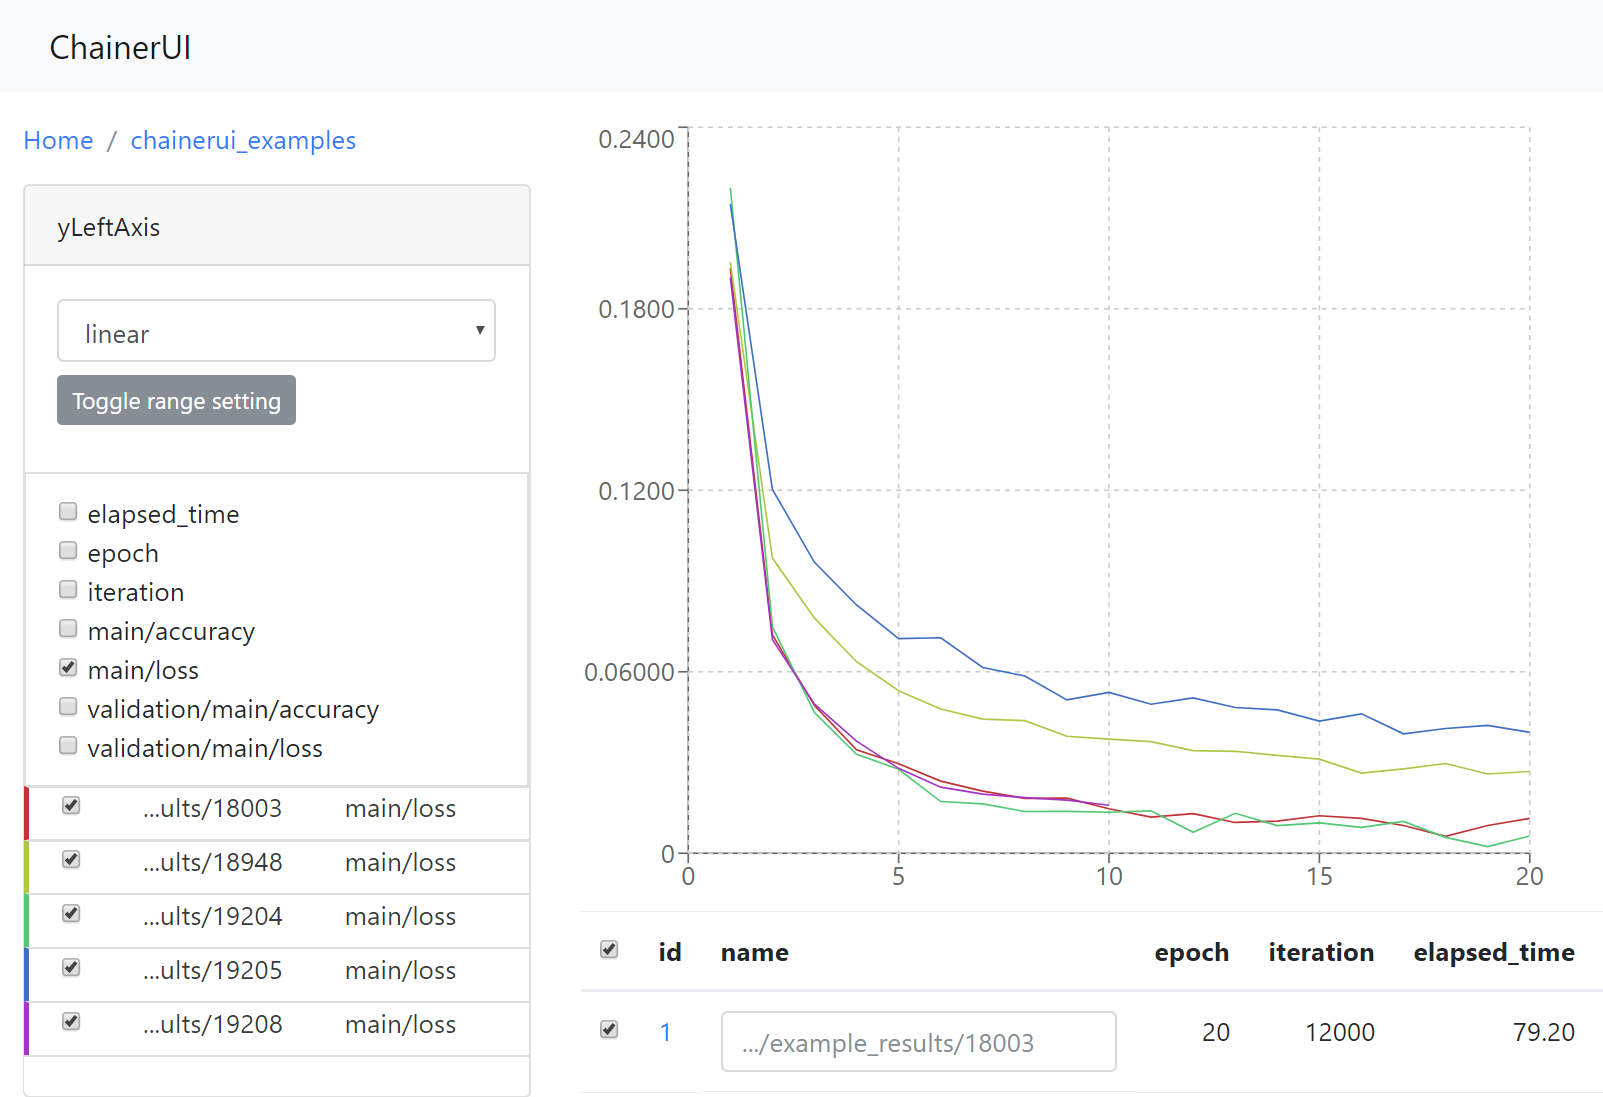 ChainerUI
Home / chainerui_examples
yLeftAxis
linear
Toggle range setting
elapsed_time
epoch
iteration
main/accuracy
main/loss
validation/main/accuracy
validation/main/loss
...ults/18003 main/loss
...ults/18948 main/loss
...ults/19204 main/loss
...ults/19205 main/loss
...ults/19208 main/loss
0.2400
0.1800
0.1200
0.06000
0
0 5 10 15 20
id name epoch iteration elapsed_time
1 .../example_results/18003 20 12000 79.20